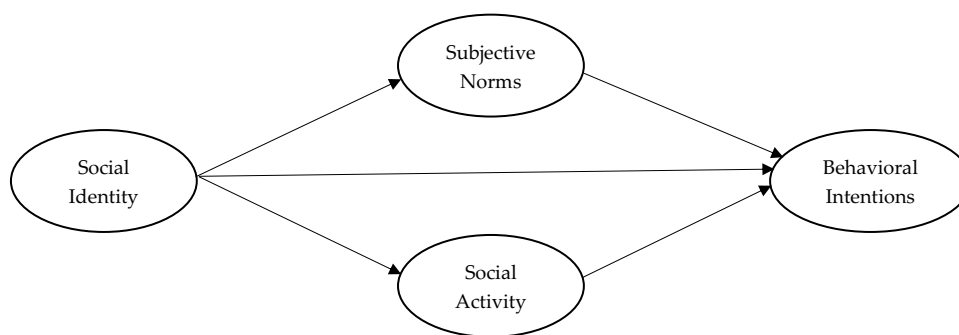 Subjective
Norms
Social
Identity
Behavioral
Intentions
Social
Activity